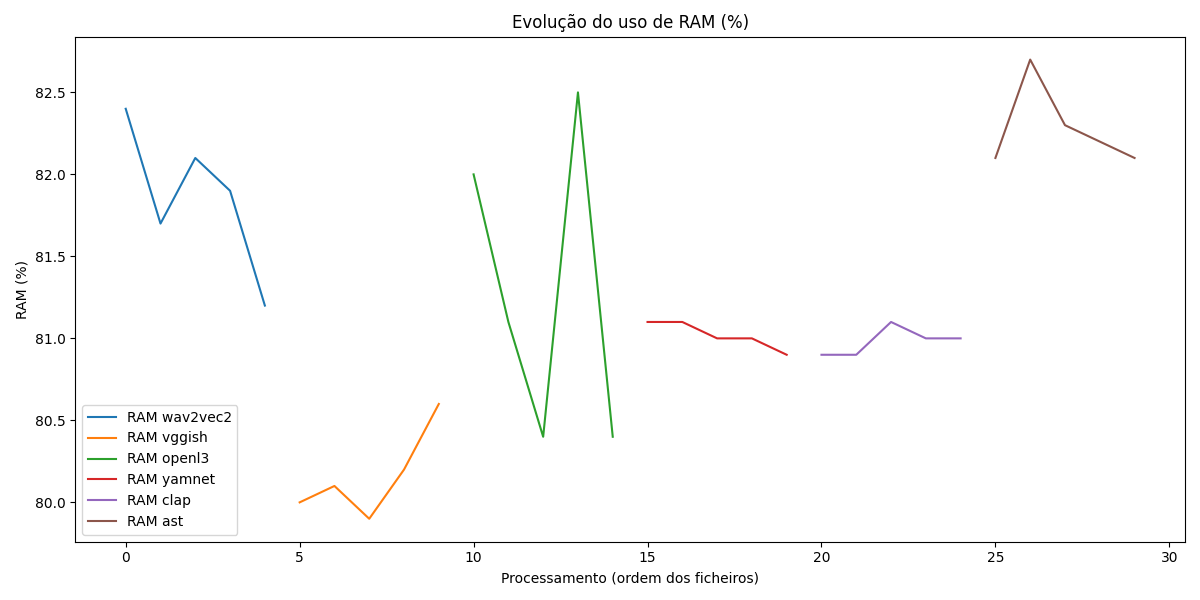 Evolução do uso de RAM (%)
RAM (%)
82.5
82.0
81.5
81.0
80.5
80.0
RAM wav2vec2
RAM vggish
RAM openl3
RAM yamnet
RAM clap
RAM ast
0 5 10 15 20 25 30
Processamento (ordem dos ficheiros)